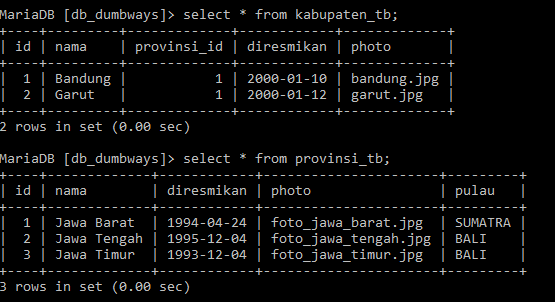 MariaDB [db_dumbways]> select * from kabupaten_tb;
+----+---------+-------------+------------+-------------+
| id | nama    | provinsi_id | diresmikan | photo       |
+----+---------+-------------+------------+-------------+
|  1 | Bandung |           1 | 2000-01-10 | bandung.jpg |
|  2 | Garut   |           1 | 2000-01-12 | garut.jpg   |
+----+---------+-------------+------------+-------------+
2 rows in set (0.00 sec)
MariaDB [db_dumbways]> select * from provinsi_tb;
+----+-------------+------------+----------------------+---------+
| id | nama        | diresmikan | photo                | pulau   |
+----+-------------+------------+----------------------+---------+
|  1 | Jawa Barat  | 1994-04-24 | foto_jawa_barat.jpg  | SUMATRA |
|  2 | Jawa Tengah | 1995-12-04 | foto_jawa_tengah.jpg | BALI    |
|  3 | Jawa Timur  | 1993-12-04 | foto_jawa_timur.jpg  | BALI    |
+----+-------------+------------+----------------------+---------+
3 rows in set (0.00 sec)